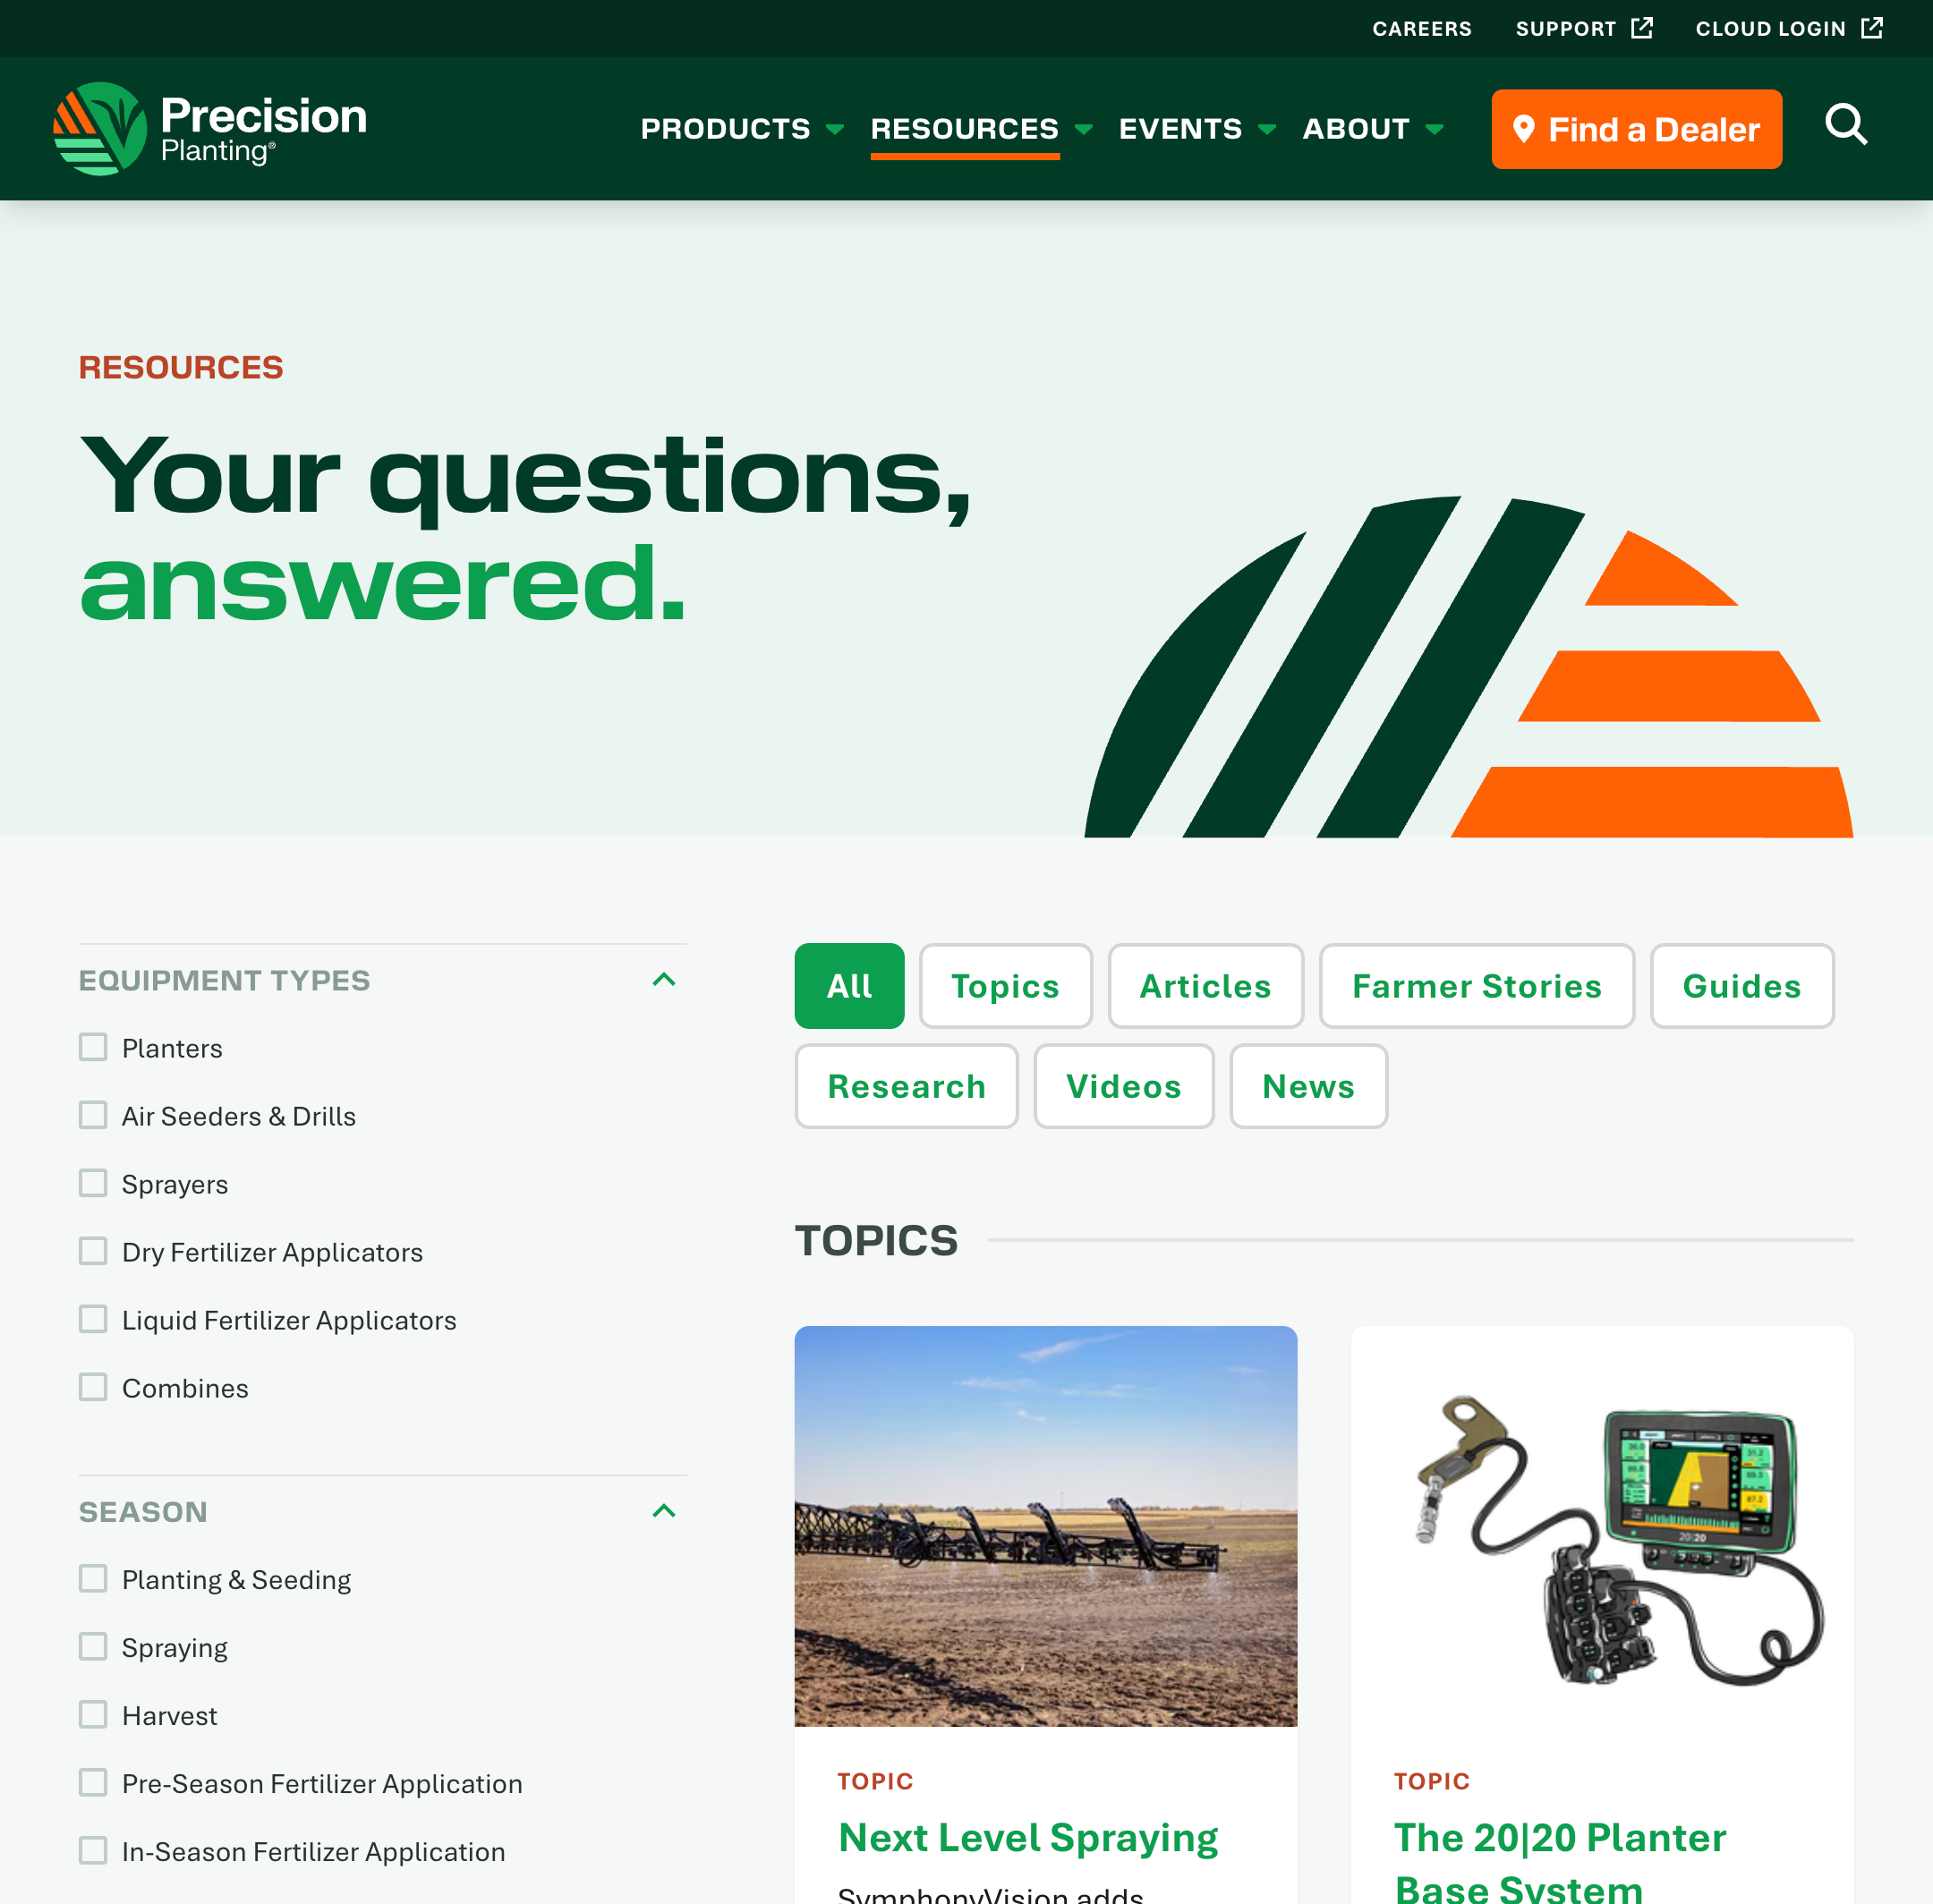 CAREERS SUPPORT CLOUD LOGIN
Precision
Planting®
PRODUCTS RESOURCES EVENTS ABOUT Find a Dealer
RESOURCES
Your questions,
answered.
EQUIPMENT TYPES
Planters
Air Seeders & Drills
Sprayers
Dry Fertilizer Applicators
Liquid Fertilizer Applicators
Combines
SEASON
Planting & Seeding
Spraying
Harvest
Pre-Season Fertilizer Application
In-Season Fertilizer Application
All Topics Articles Farmer Stories Guides
Research Videos News
TOPICS
TOPIC
Next Level Spraying
SymphonyVision adds
20|20
TOPIC
The 20|20 Planter
Base System